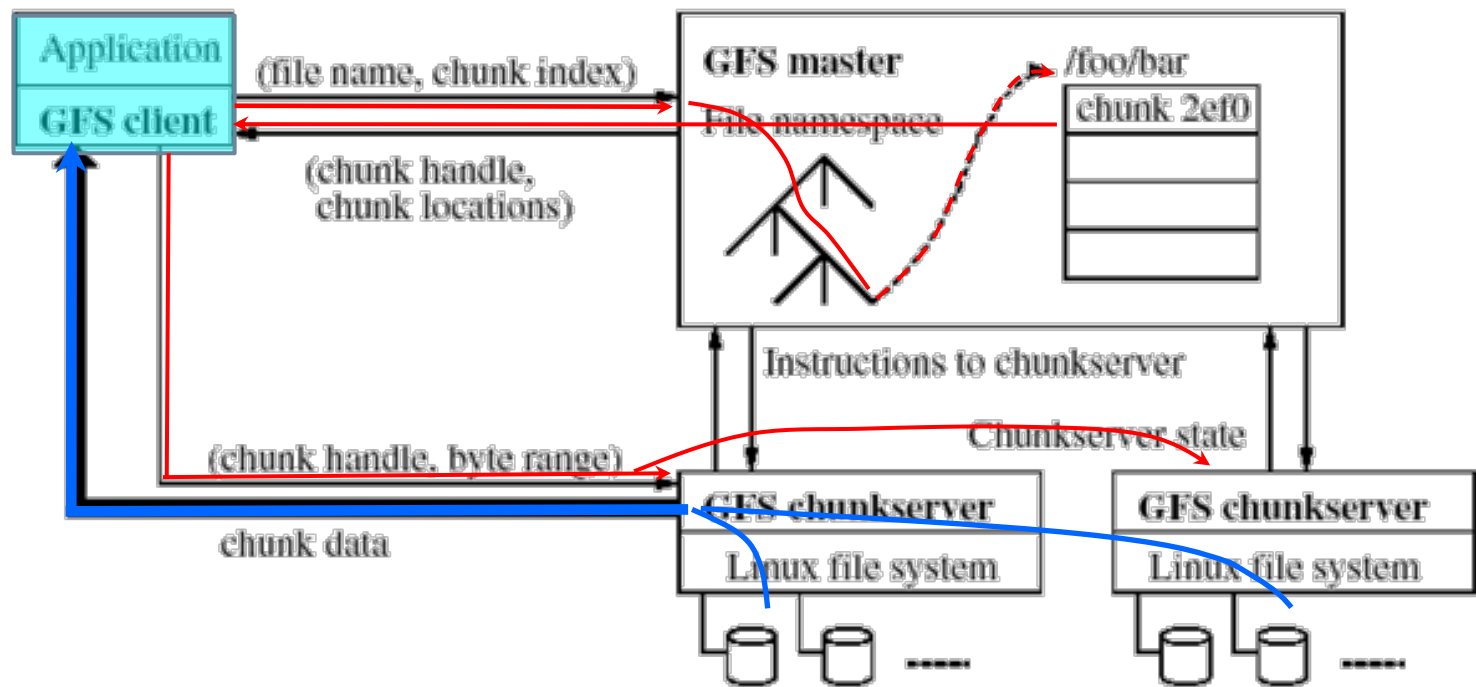 Application
GFS client
(file name, chunk index)
(chunk handle,
chunk locations)
GFS master
File namespace
/foo/bar
chunk 2ef0
Instructions to chunkserver
Chunkserver state
(chunk handle, byte range)
chunk data
GFS chunkserver
Linux file system
GFS chunkserver
Linux file system